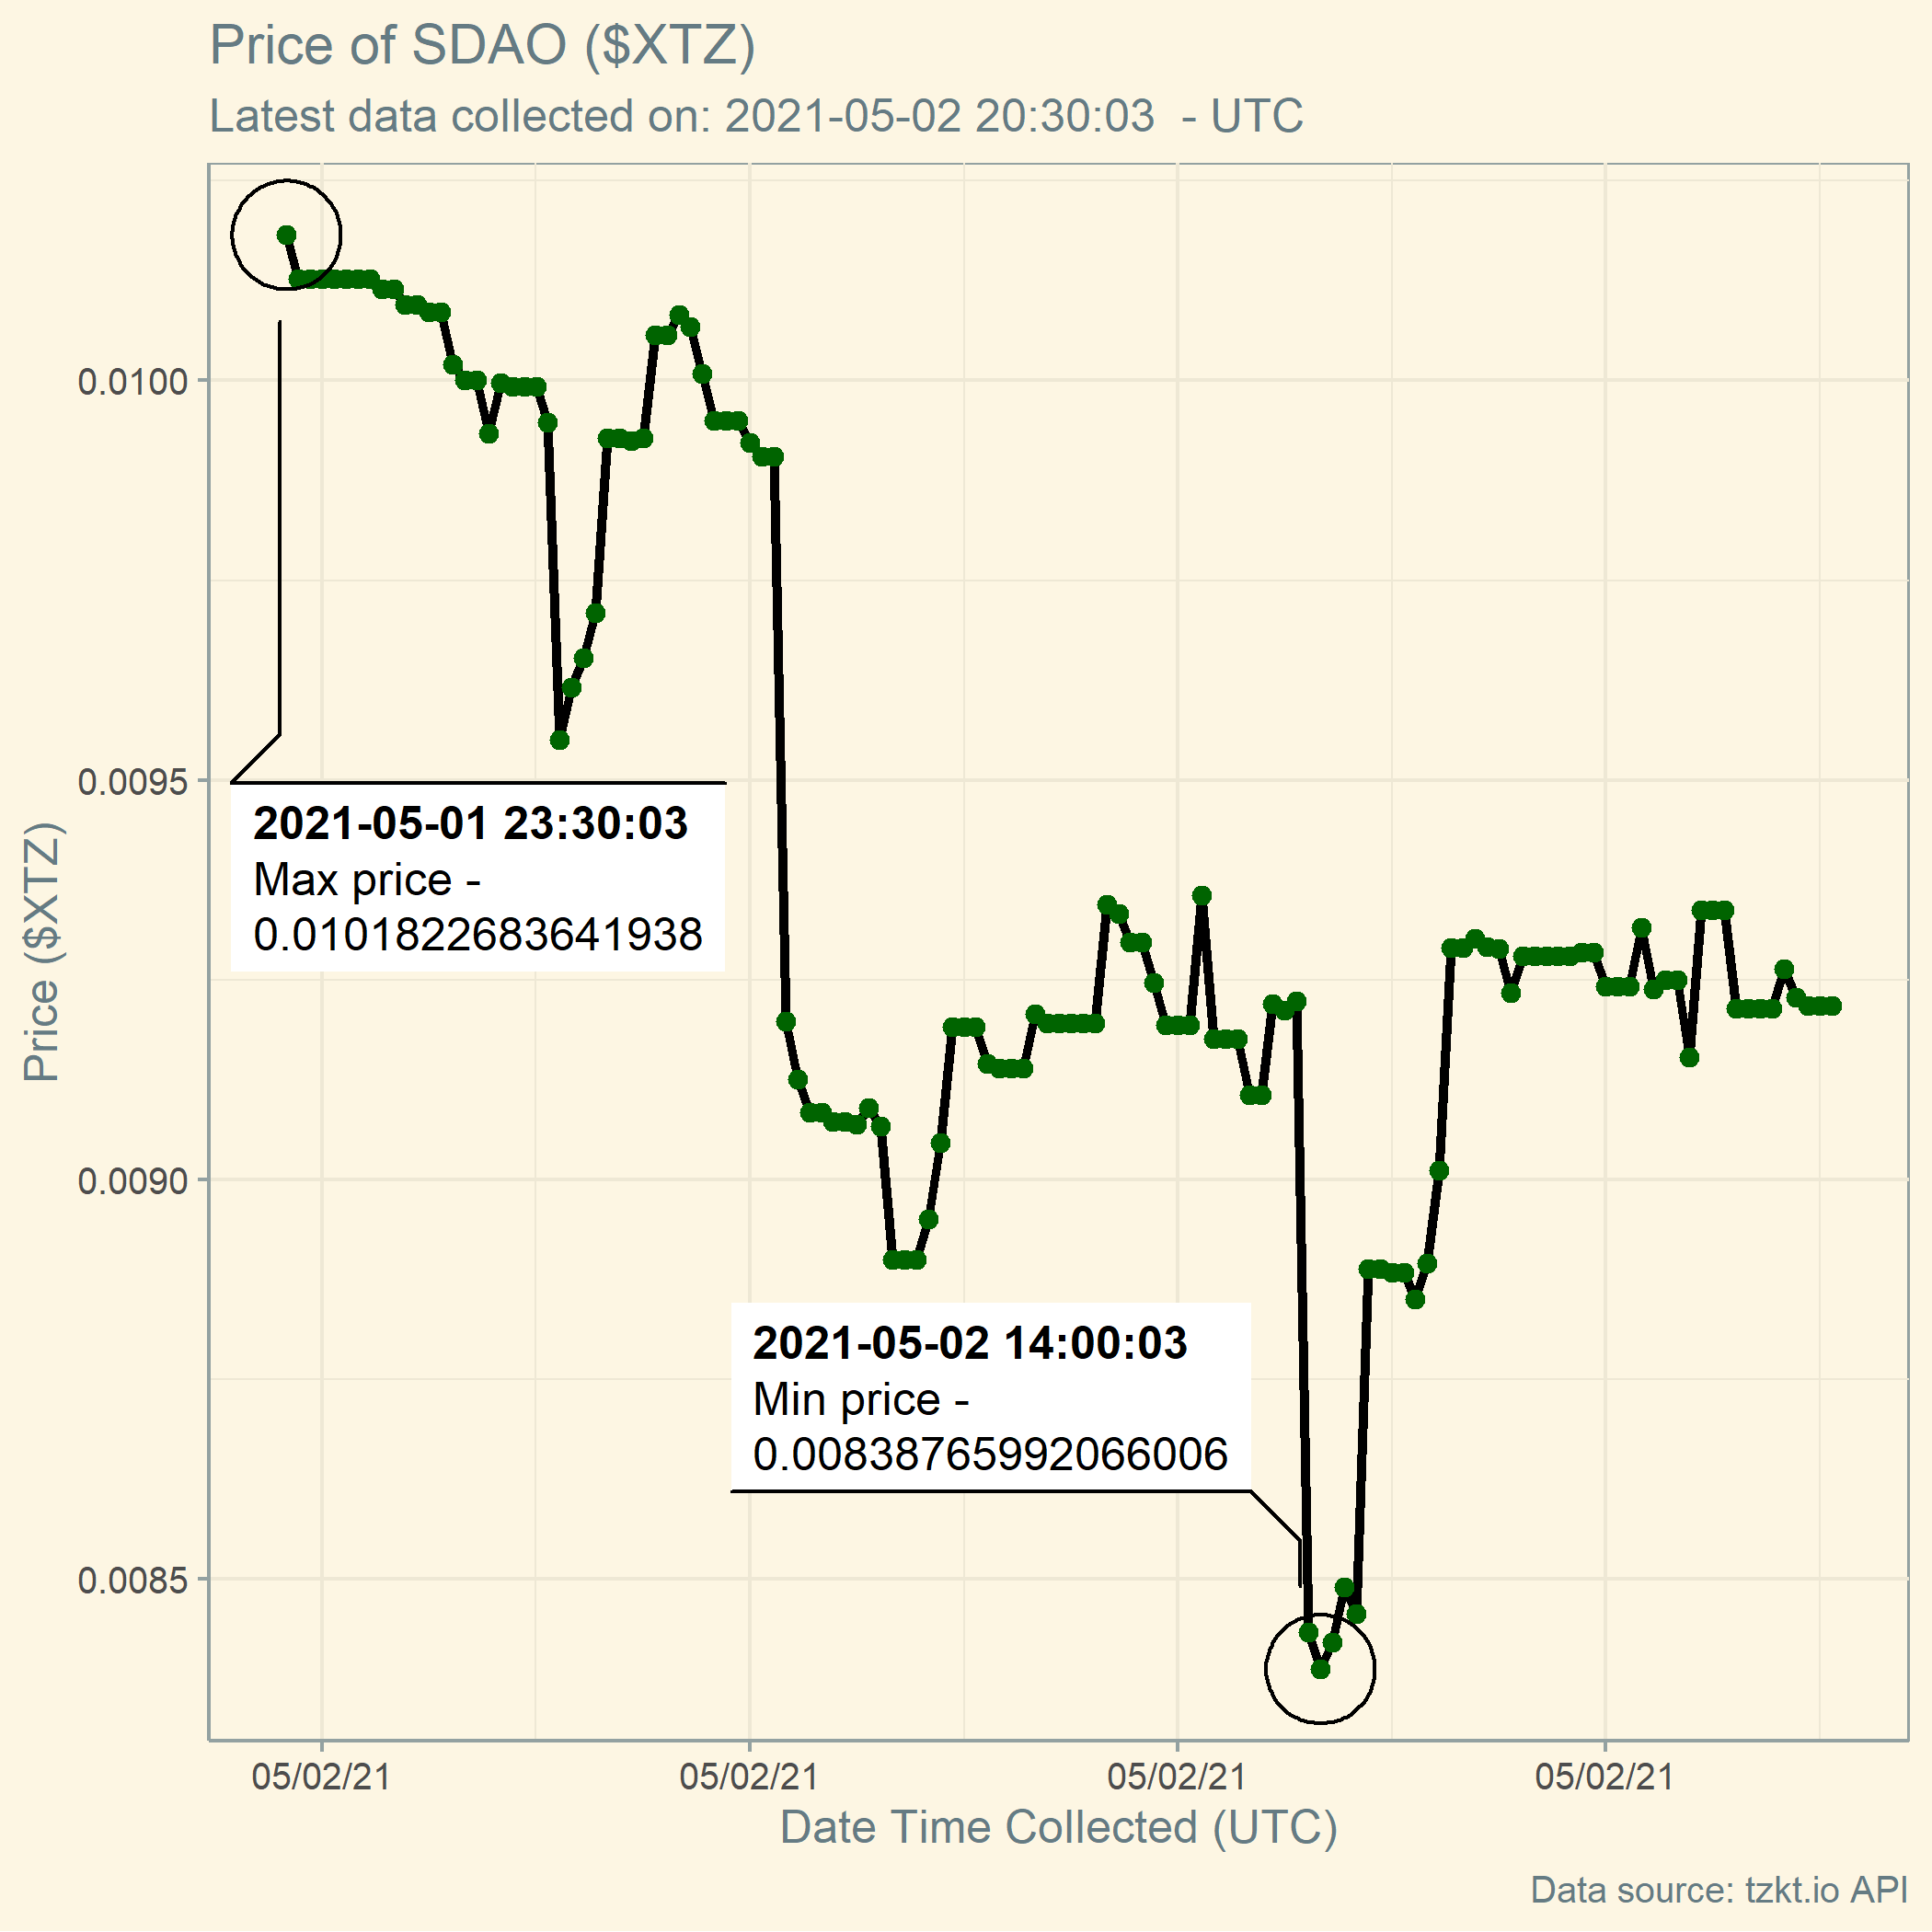 Price of SDAO ($XTZ)
Latest data collected on: 2021-05-02 20:30:03  - UTC
Price ($XTZ)
0.0100
0.0095
0.0090
0.0085
2021-05-01 23:30:03
Max price -
0.0101822683641938
2021-05-02 14:00:03
Min price -
0.00838765992066006
05/02/21
05/02/21
05/02/21
05/02/21
Date Time Collected (UTC)
Data source: tzkt.io API